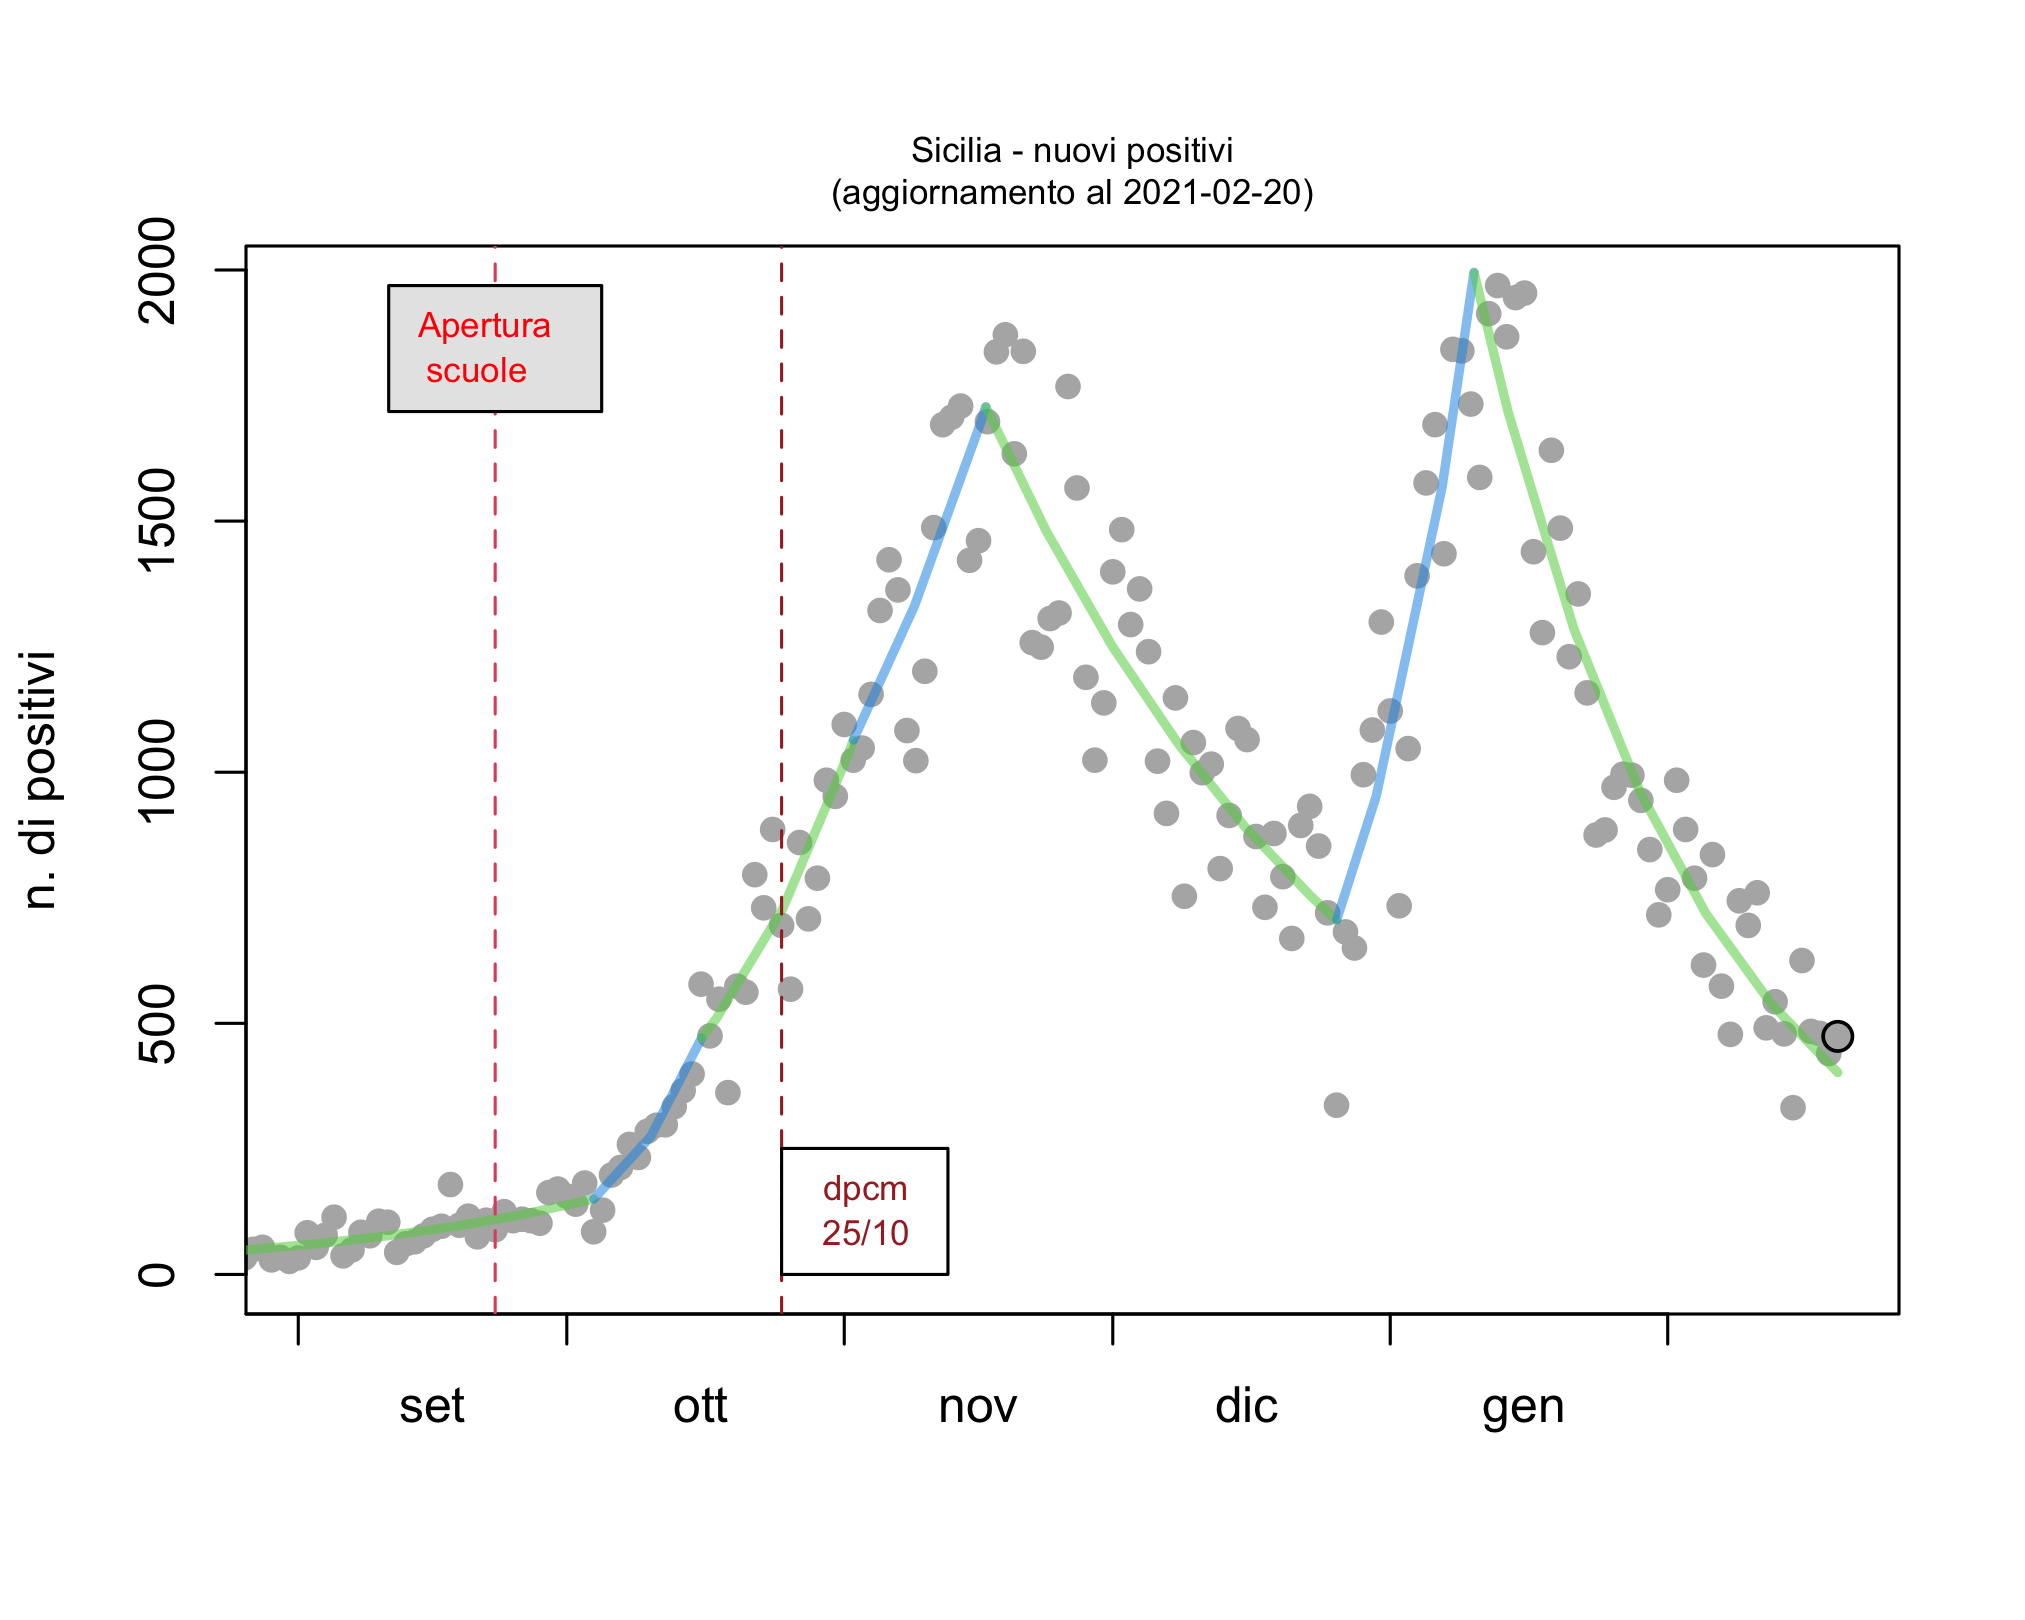 Sicilia - nuovi positivi
(aggiornamento al 2021-02-20)
n. di positivi
2000
1500
1000
500
0
Apertura
scuole
dpcm
25/10
set
ott
nov
dic
gen